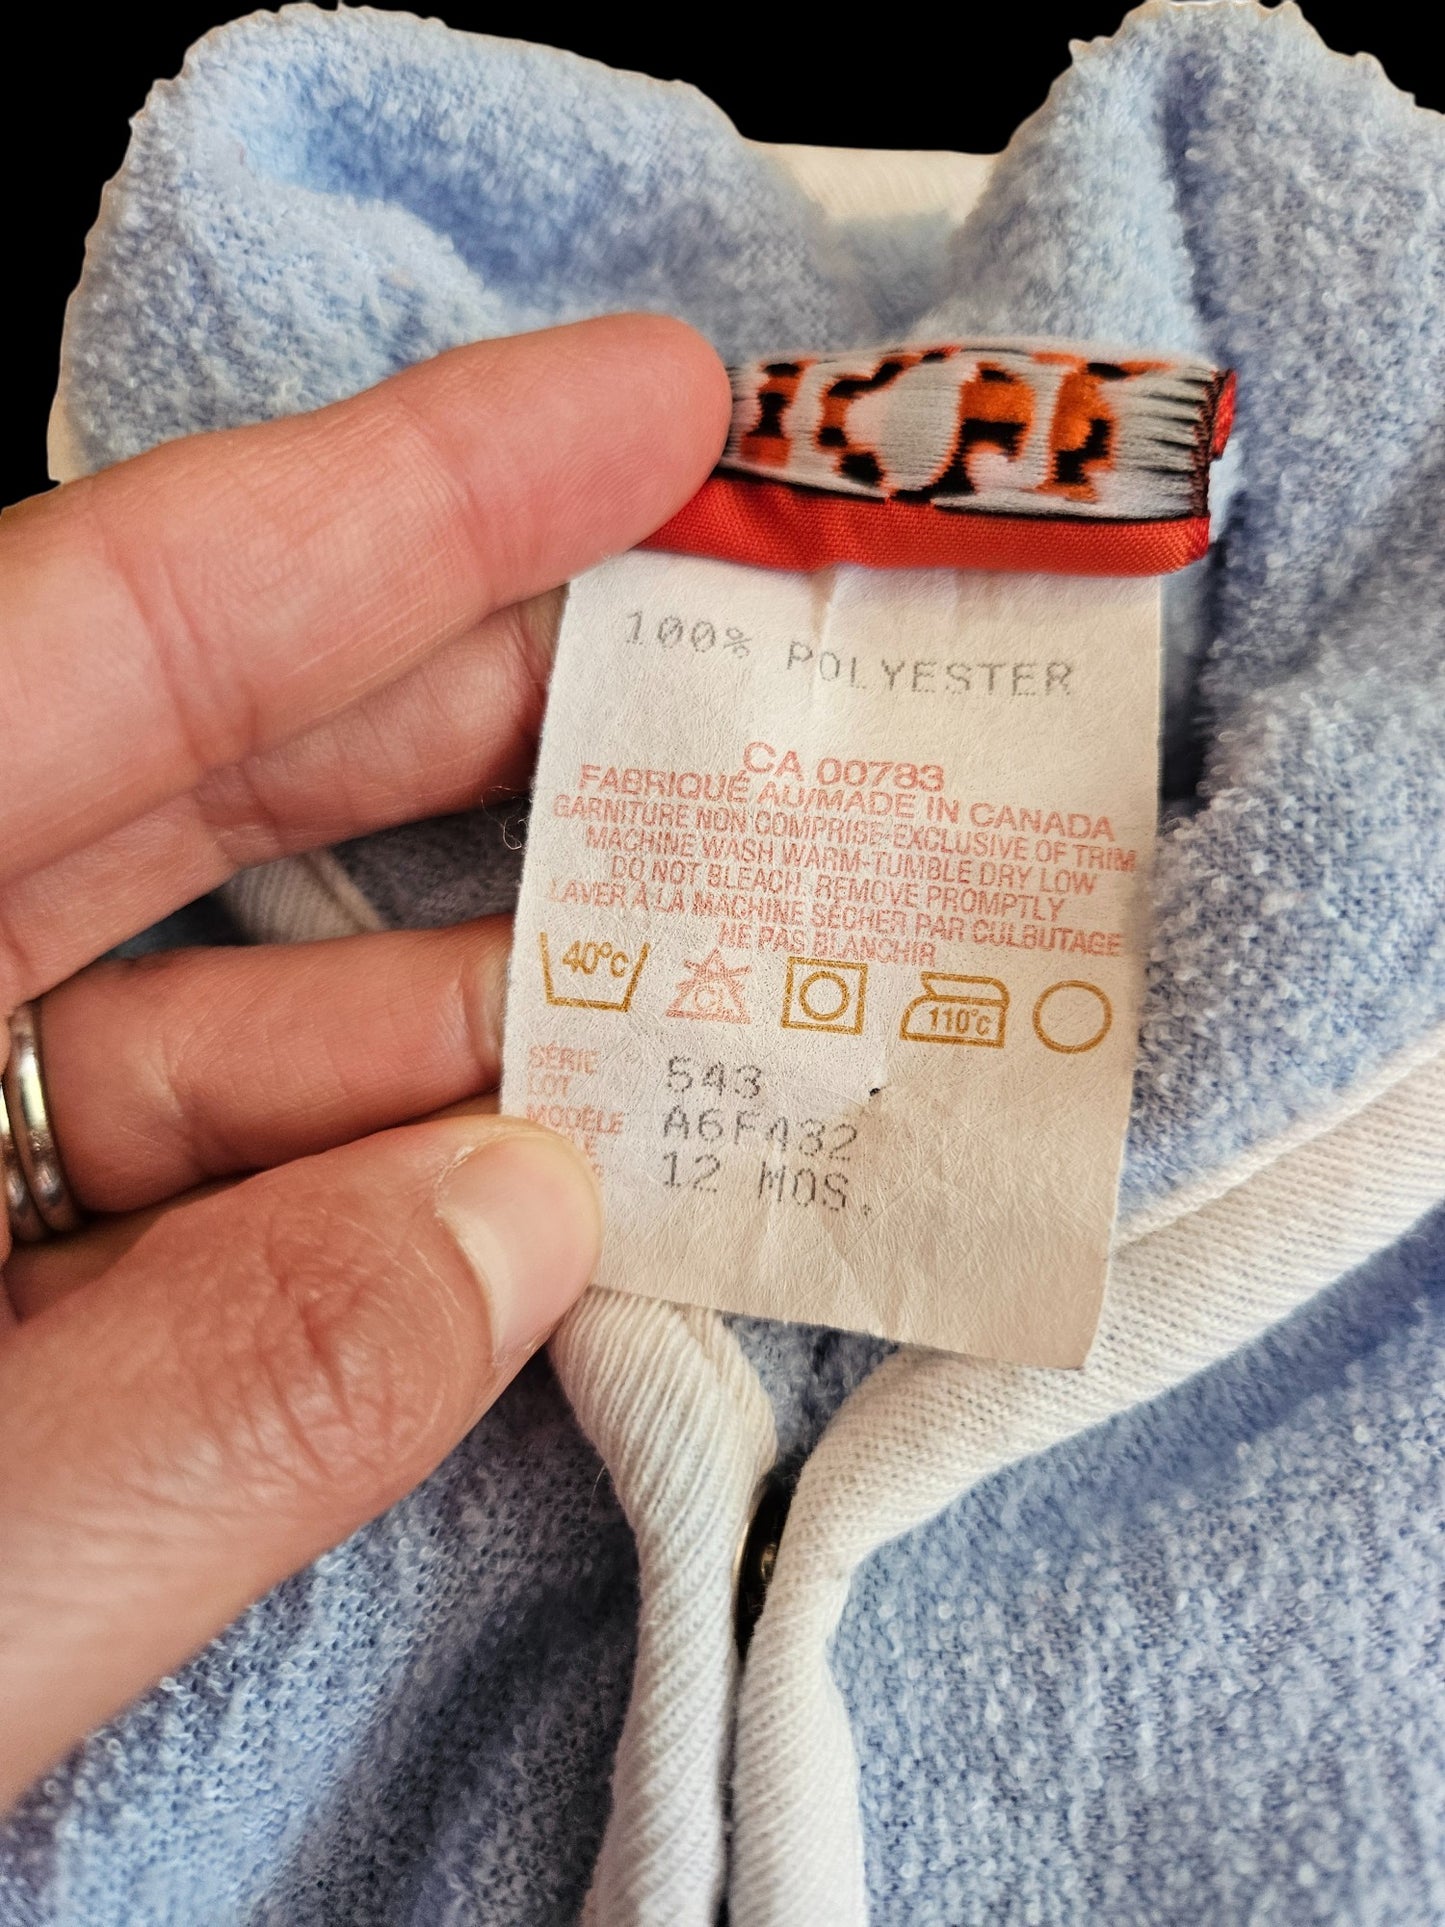 100% POLYESTER
CA 00783
FABRIQUÉ AU/MADE IN CANADA
GARNITURE NON COMPRISE-EXCLUSIVE OF TRIM
MACHINE WASH WARM-TUMBLE DRY LOW
DO NOT BLEACH. REMOVE PROMPTLY
LAVER À LA MACHINE SÉCHER PAR CULBUTAGE
NE PAS BLANCHIR
40°C CL 110°C
SÉRIE
LOT 543
MODÈLE A6F432
12 MOS.